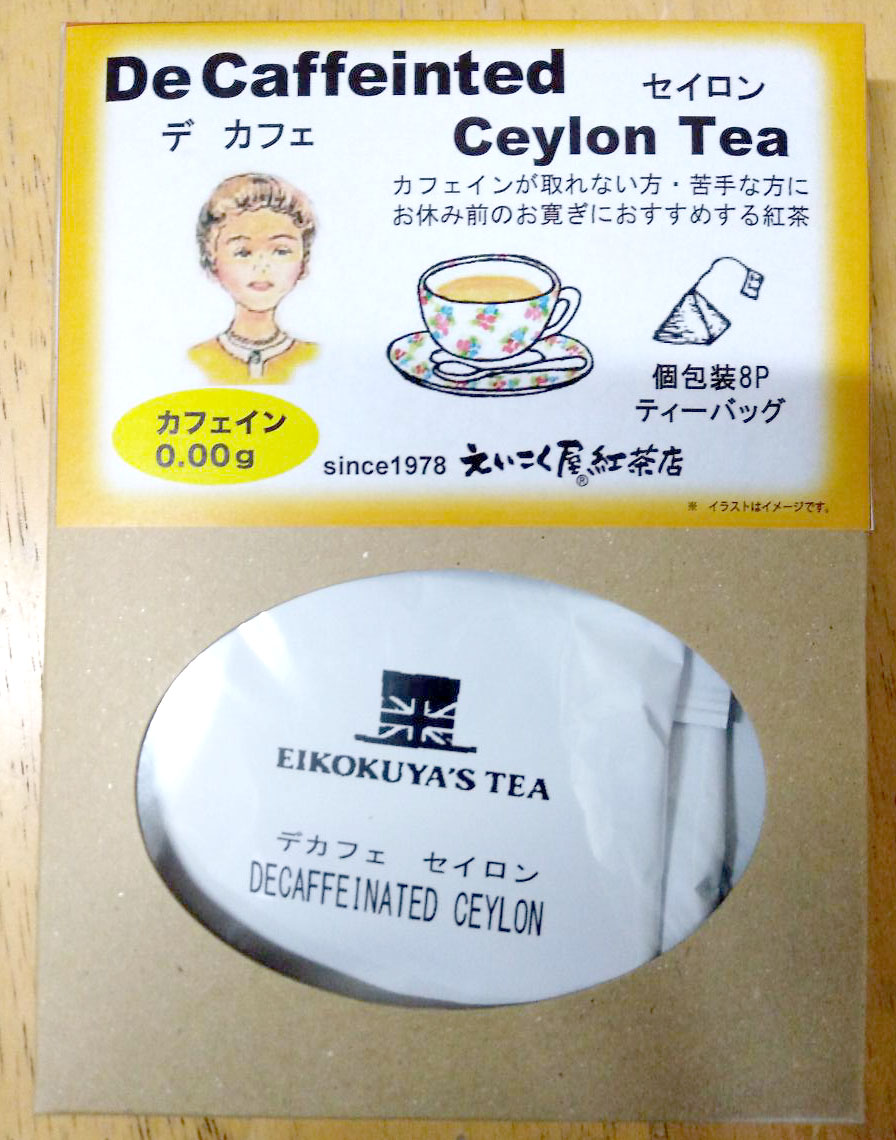 DeCaffeinted
セイロン
デ カフェ
Ceylon Tea
カフェインが取れない方・苦手な方に
お休み前のお寛ぎにおすすめする紅茶
個包装8P
ティーバッグ
カフェイン
0.00g
since1978 えいこく屋®紅茶店
※ イラストはイメージです。
EIKOKUYA'S TEA
デカフェ セイロン
DECAFFEINATED CEYLON